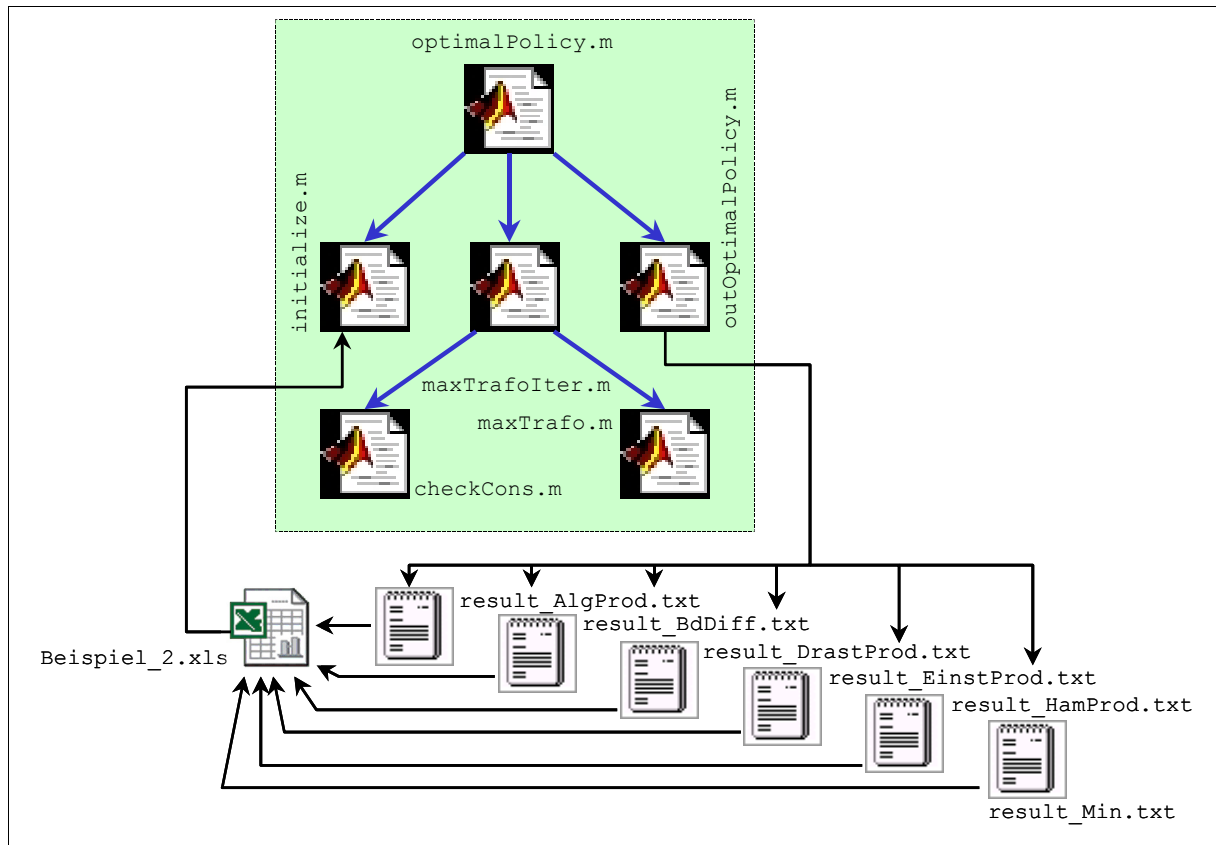 optimalPolicy.m
initialize.m
outOptimalPolicy.m
maxTrafoIter.m
maxTrafo.m
checkCons.m
result_AlgProd.txt
result_BdDiff.txt
Beispiel_2.xls
result_DrastProd.txt
result_EinstProd.txt
result_HamProd.txt
result_Min.txt